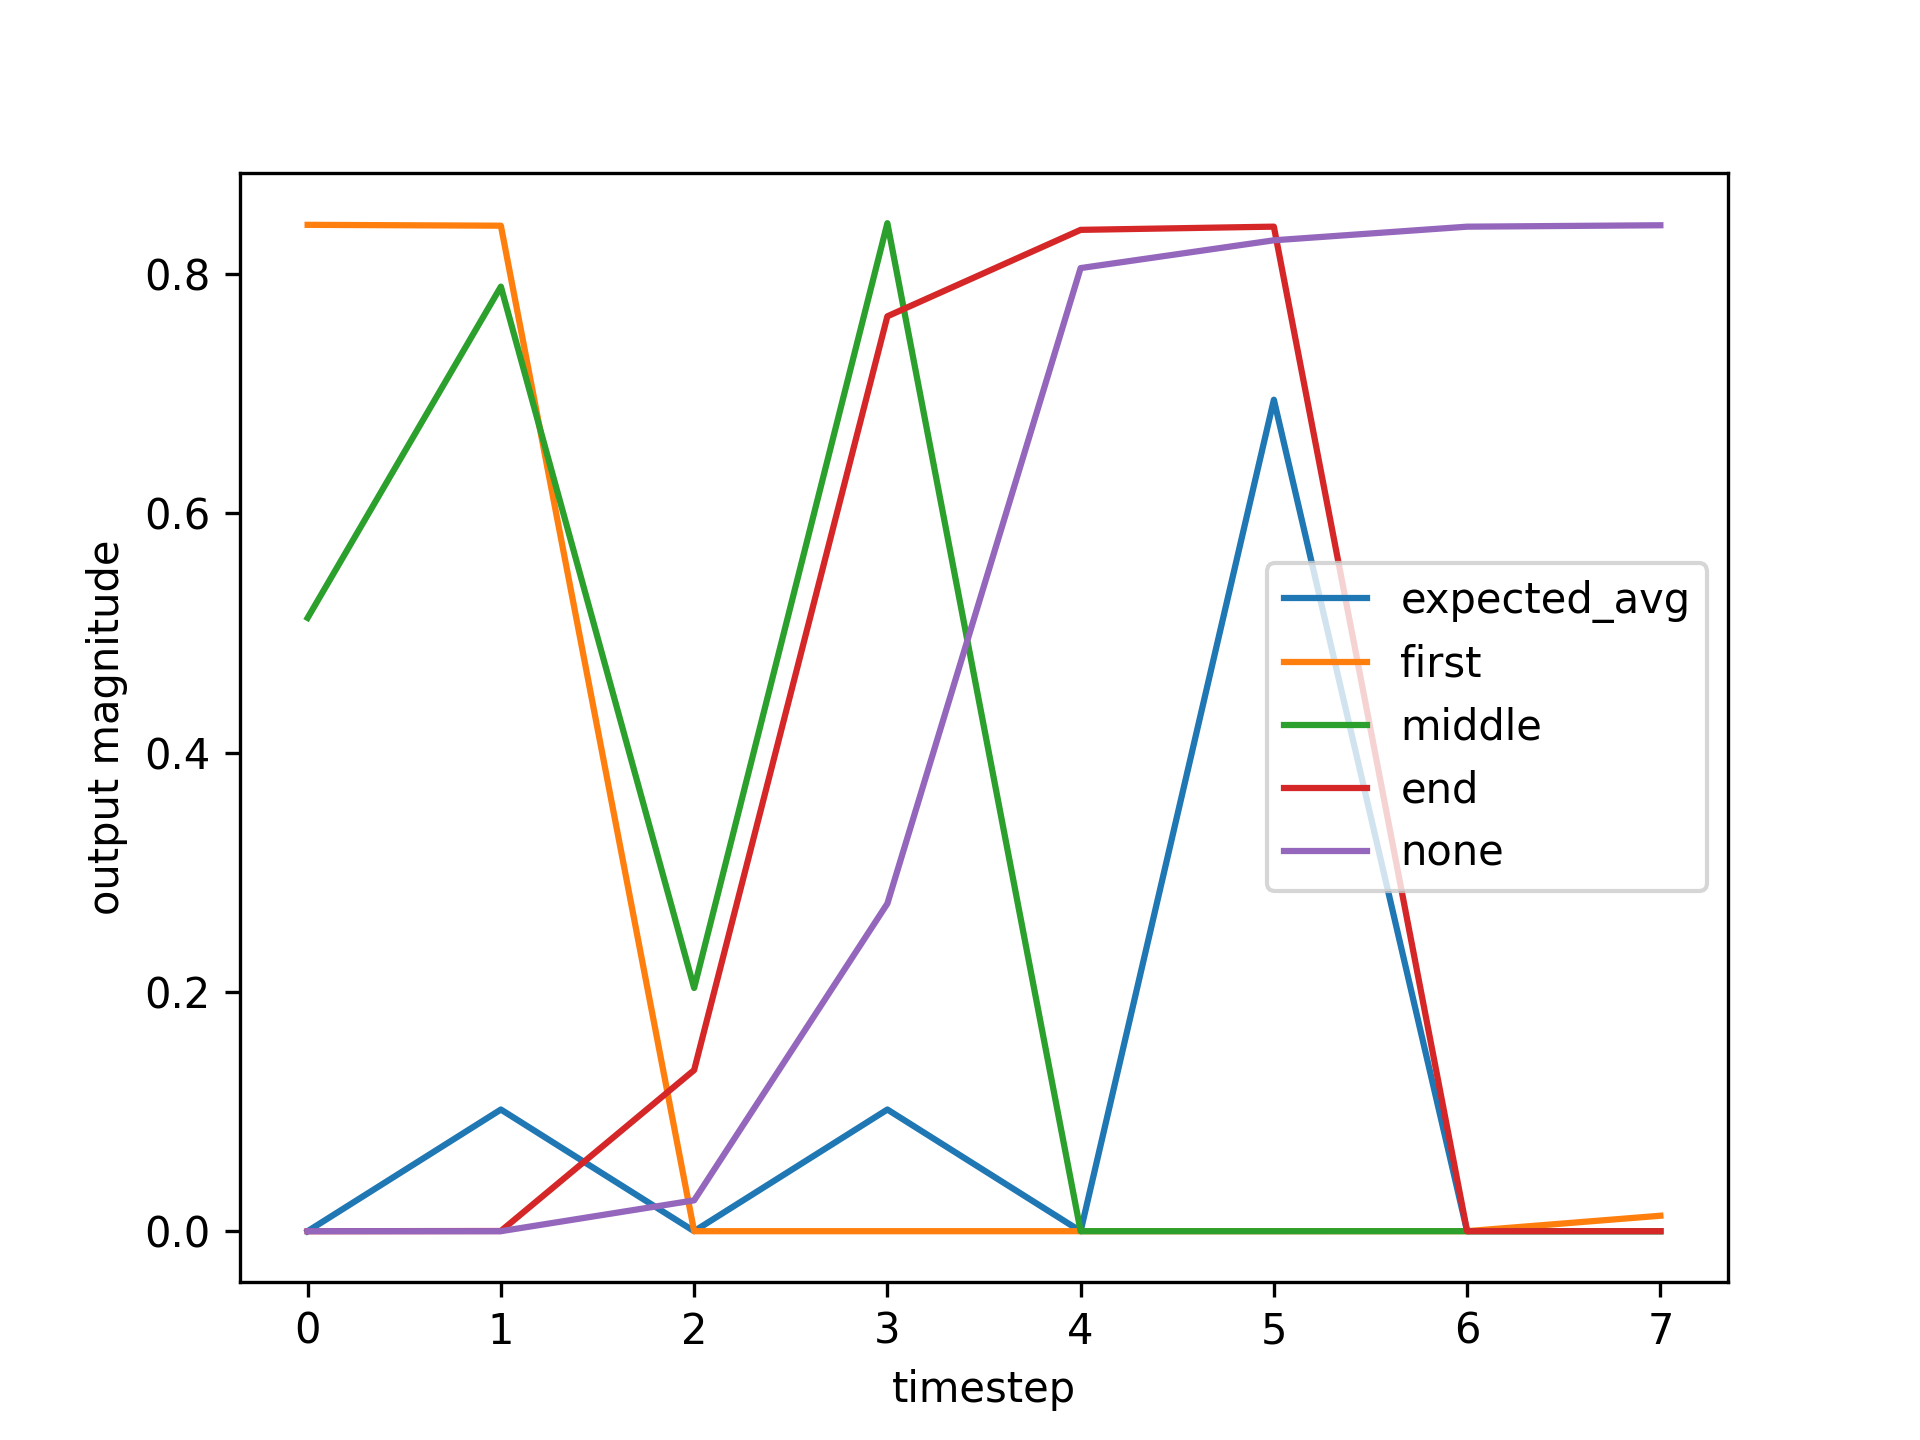 0.8
0.6
0.4
0.2
0.0
output magnitude
0 1 2 3 4 5 6 7
timestep
expected_avg
first
middle
end
none